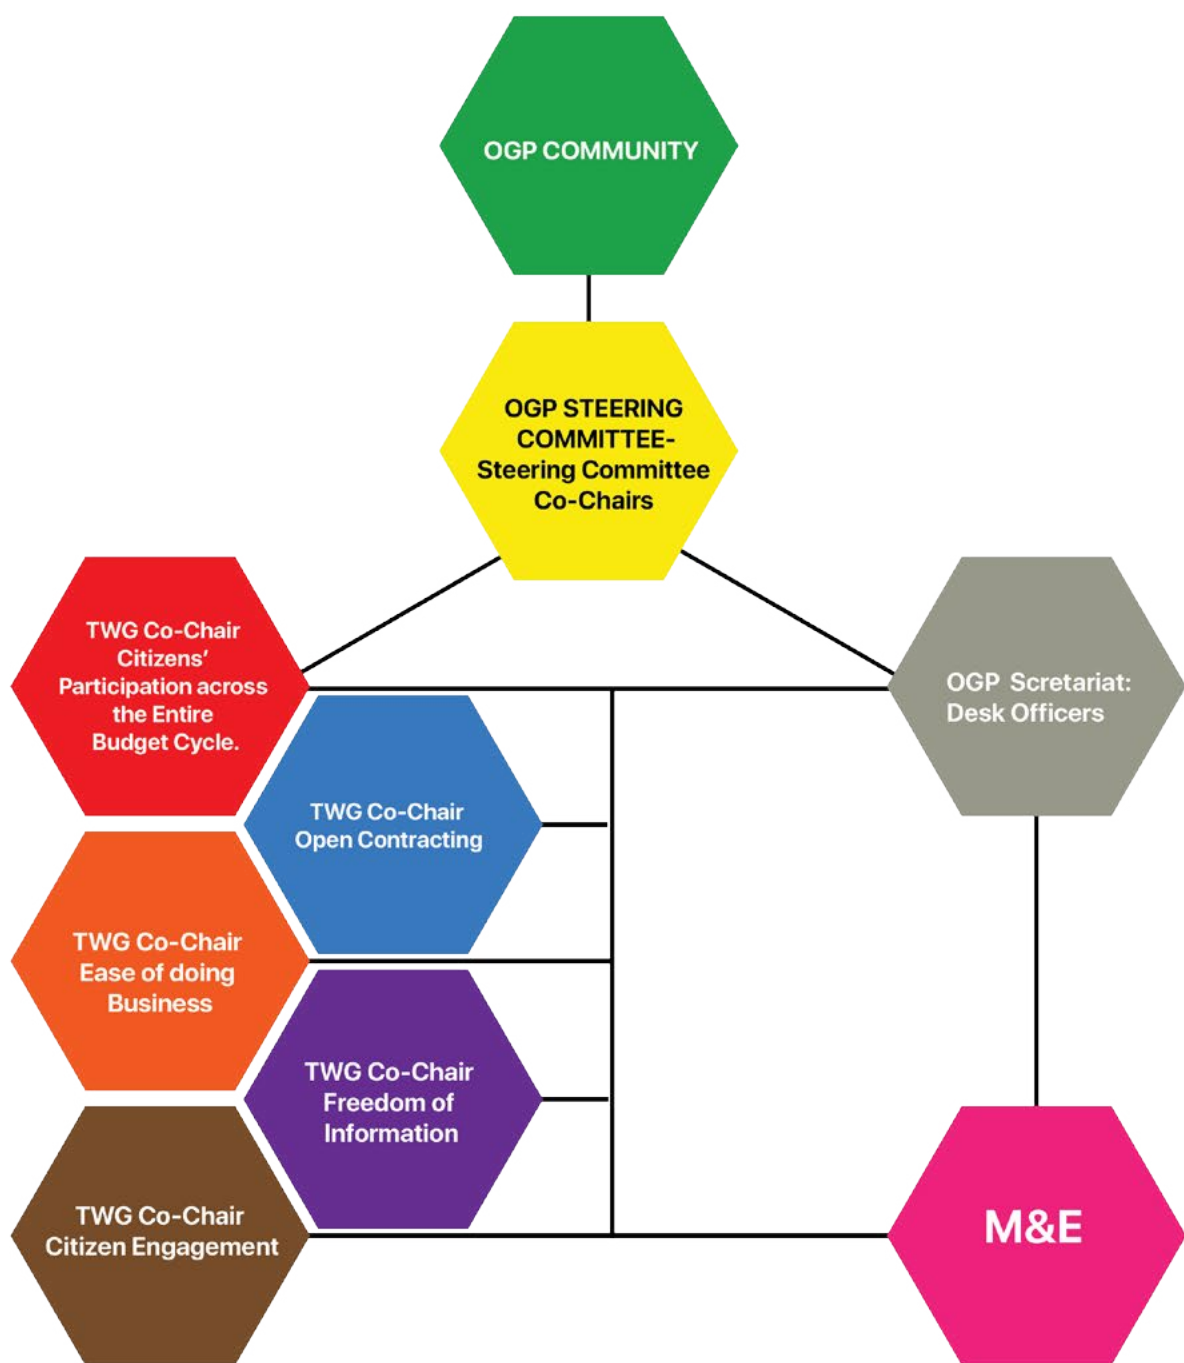 OGP COMMUNITY
OGP STEERING
COMMITTEE-
Steering Committee
Co-Chairs
TWG Co-Chair
Citizens’
Participation across
the Entire
Budget Cycle.
OGP Scretariat:
Desk Officers
TWG Co-Chair
Open Contracting
TWG Co-Chair
Ease of doing
Business
TWG Co-Chair
Freedom of
Information
TWG Co-Chair
Citizen Engagement
M&E